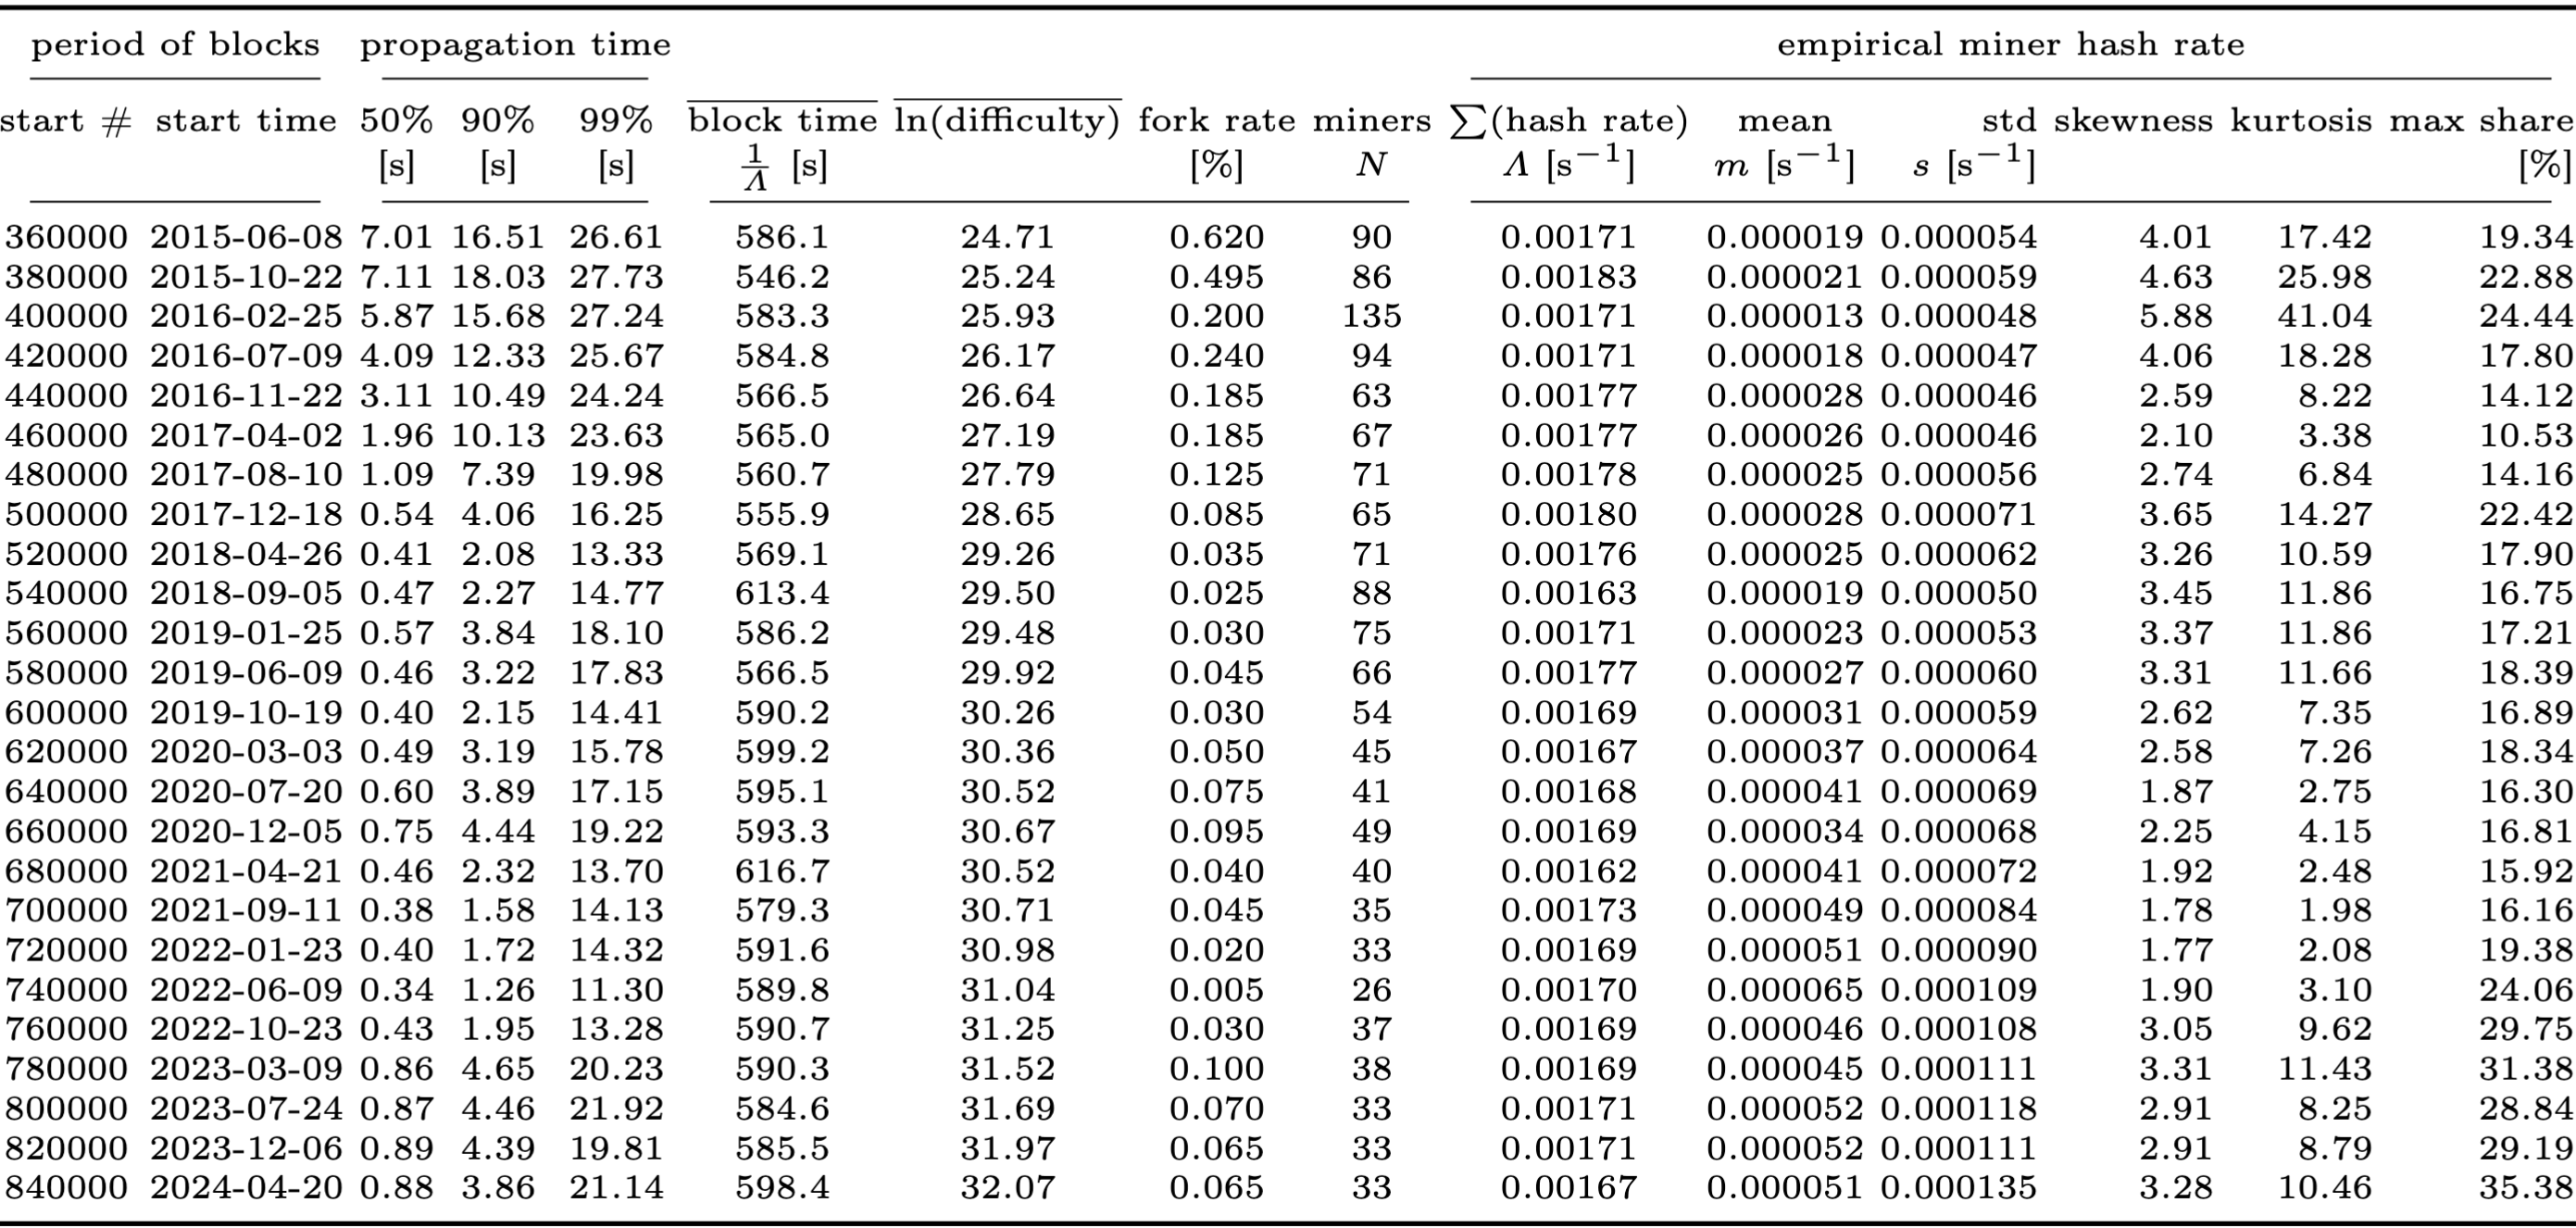 period of blocks propagation time empirical miner hash rate
start # start time 50% 90% 99% block time ln(difficulty) fork rate miners ∑(hash rate) mean std skewness kurtosis max share
[s] [s] [s] 1/Λ [s] [%] N Λ [s⁻¹] m [s⁻¹] s [s⁻¹] [%]
360000 2015-06-08 7.01 16.51 26.61 586.1 24.71 0.620 90 0.00171 0.000019 0.000054 4.01 17.42 19.34
380000 2015-10-22 7.11 18.03 27.73 546.2 25.24 0.495 86 0.00183 0.000021 0.000059 4.63 25.98 22.88
400000 2016-02-25 5.87 15.68 27.24 583.3 25.93 0.200 135 0.00171 0.000013 0.000048 5.88 41.04 24.44
420000 2016-07-09 4.09 12.33 25.67 584.8 26.17 0.240 94 0.00171 0.000018 0.000047 4.06 18.28 17.80
440000 2016-11-22 3.11 10.49 24.24 566.5 26.64 0.185 63 0.00177 0.000028 0.000046 2.59 8.22 14.12
460000 2017-04-02 1.96 10.13 23.63 565.0 27.19 0.185 67 0.00177 0.000026 0.000046 2.10 3.38 10.53
480000 2017-08-10 1.09 7.39 19.98 560.7 27.79 0.125 71 0.00178 0.000025 0.000056 2.74 6.84 14.16
500000 2017-12-18 0.54 4.06 16.25 555.9 28.65 0.085 65 0.00180 0.000028 0.000071 3.65 14.27 22.42
520000 2018-04-26 0.41 2.08 13.33 569.1 29.26 0.035 71 0.00176 0.000025 0.000062 3.26 10.59 17.90
540000 2018-09-05 0.47 2.27 14.77 613.4 29.50 0.025 88 0.00163 0.000019 0.000050 3.45 11.86 16.75
560000 2019-01-25 0.57 3.84 18.10 586.2 29.48 0.030 75 0.00171 0.000023 0.000053 3.37 11.86 17.21
580000 2019-06-09 0.46 3.22 17.83 566.5 29.92 0.045 66 0.00177 0.000027 0.000060 3.31 11.66 18.39
600000 2019-10-19 0.40 2.15 14.41 590.2 30.26 0.030 54 0.00169 0.000031 0.000059 2.62 7.35 16.89
620000 2020-03-03 0.49 3.19 15.78 599.2 30.36 0.050 45 0.00167 0.000037 0.000064 2.58 7.26 18.34
640000 2020-07-20 0.60 3.89 17.15 595.1 30.52 0.075 41 0.00168 0.000041 0.000069 1.87 2.75 16.30
660000 2020-12-05 0.75 4.44 19.22 593.3 30.67 0.095 49 0.00169 0.000034 0.000068 2.25 4.15 16.81
680000 2021-04-21 0.46 2.32 13.70 616.7 30.52 0.040 40 0.00162 0.000041 0.000072 1.92 2.48 15.92
700000 2021-09-11 0.38 1.58 14.13 579.3 30.71 0.045 35 0.00173 0.000049 0.000084 1.78 1.98 16.16
720000 2022-01-23 0.40 1.72 14.32 591.6 30.98 0.020 33 0.00169 0.000051 0.000090 1.77 2.08 19.38
740000 2022-06-09 0.34 1.26 11.30 589.8 31.04 0.005 26 0.00170 0.000065 0.000109 1.90 3.10 24.06
760000 2022-10-23 0.43 1.95 13.28 590.7 31.25 0.030 37 0.00169 0.000046 0.000108 3.05 9.62 29.75
780000 2023-03-09 0.86 4.65 20.23 590.3 31.52 0.100 38 0.00169 0.000045 0.000111 3.31 11.43 31.38
800000 2023-07-24 0.87 4.46 21.92 584.6 31.69 0.070 33 0.00171 0.000052 0.000118 2.91 8.25 28.84
820000 2023-12-06 0.89 4.39 19.81 585.5 31.97 0.065 33 0.00171 0.000052 0.000111 2.91 8.79 29.19
840000 2024-04-20 0.88 3.86 21.14 598.4 32.07 0.065 33 0.00167 0.000051 0.000135 3.28 10.46 35.38